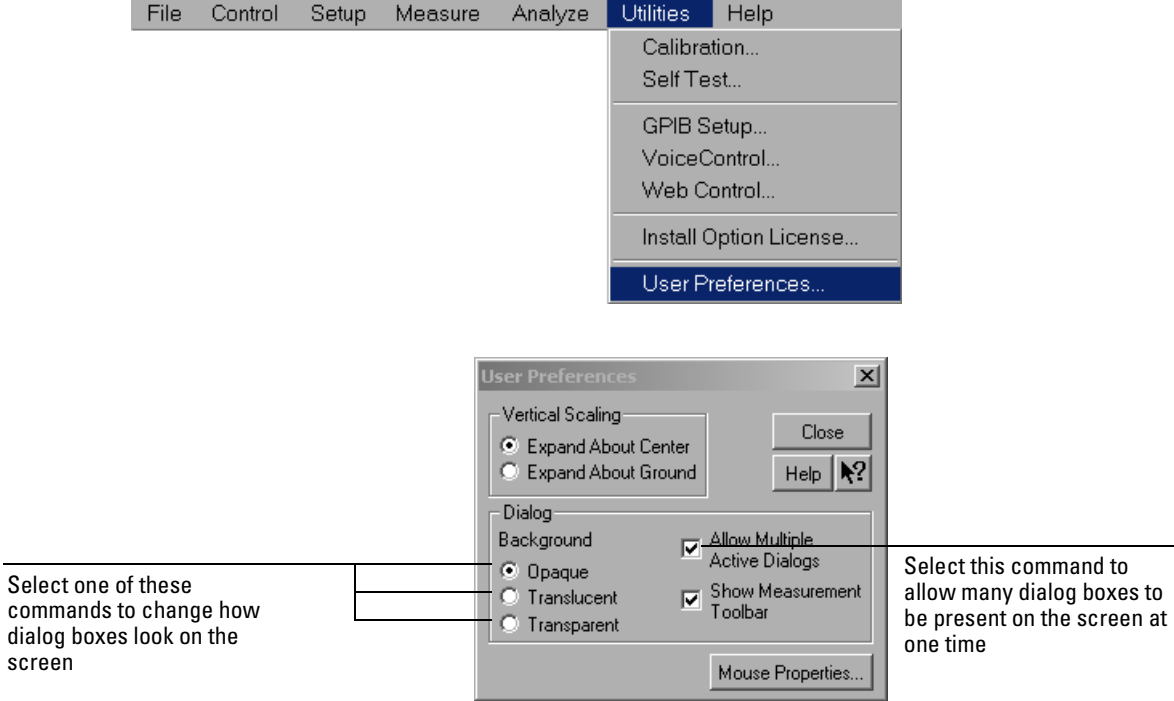 File Control Setup Measure Analyze Utilities Help
Calibration...
Self Test...
GPIB Setup...
VoiceControl...
Web Control...
Install Option License...
User Preferences...
User Preferences
Vertical Scaling
Expand About Center
Expand About Ground
Close
Help
Dialog
Background
Opaque
Translucent
Transparent
Allow Multiple
Active Dialogs
Show Measurement
Toolbar
Mouse Properties...
Select one of these
commands to change how
dialog boxes look on the
screen
Select this command to
allow many dialog boxes to
be present on the screen at
one time